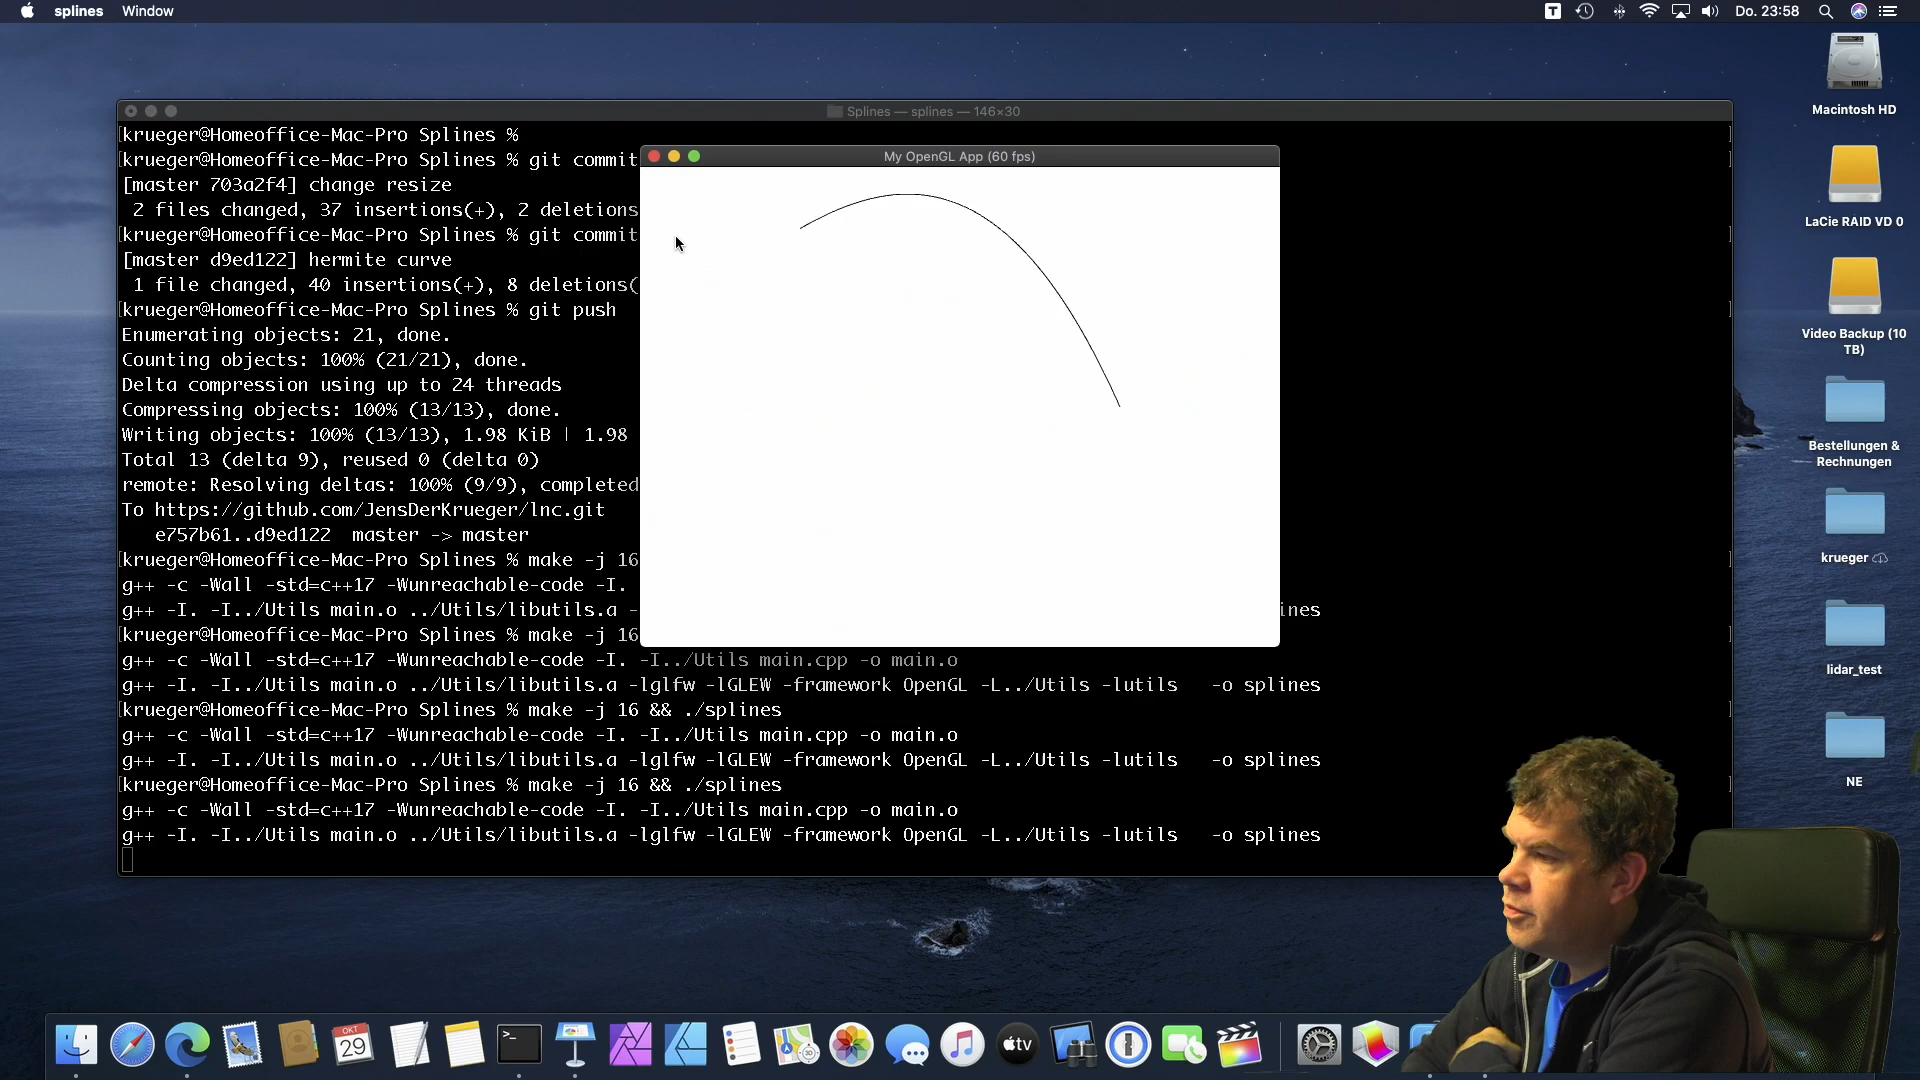 splines Window
T Do. 23:58
Macintosh HD
Splines — splines — 146×30
[krueger@Homeoffice-Mac-Pro Splines % ]
[krueger@Homeoffice-Mac-Pro Splines % git commit ]
My OpenGL App (60 fps)
[master 703a2f4] change resize
2 files changed, 37 insertions(+), 2 deletions
[krueger@Homeoffice-Mac-Pro Splines % git commit ]
LaCie RAID VD 0
[master d9ed122] hermite curve
1 file changed, 40 insertions(+), 8 deletions(
[krueger@Homeoffice-Mac-Pro Splines % git push ]
Enumerating objects: 21, done.
Video Backup (10
TB)
Counting objects: 100% (21/21), done.
Delta compression using up to 24 threads
Compressing objects: 100% (13/13), done.
Writing objects: 100% (13/13), 1.98 KiB | 1.98
Bestellungen &
Rechnungen
Total 13 (delta 9), reused 0 (delta 0)
remote: Resolving deltas: 100% (9/9), completed
To https://github.com/JensDerKrueger/lnc.git
e757b61..d9ed122 master -> master
[krueger@Homeoffice-Mac-Pro Splines % make -j 16 ]
krueger
g++ -c -Wall -std=c++17 -Wunreachable-code -I.
g++ -I. -I../Utils main.o ../Utils/libutils.a - ines
[krueger@Homeoffice-Mac-Pro Splines % make -j 16 ]
g++ -c -Wall -std=c++17 -Wunreachable-code -I. -I../Utils main.cpp -o main.o
lidar_test
g++ -I. -I../Utils main.o ../Utils/libutils.a -lglfw -lGLEW -framework OpenGL -L../Utils -lutils -o splines
[krueger@Homeoffice-Mac-Pro Splines % make -j 16 && ./splines ]
g++ -c -Wall -std=c++17 -Wunreachable-code -I. -I../Utils main.cpp -o main.o
g++ -I. -I../Utils main.o ../Utils/libutils.a -lglfw -lGLEW -framework OpenGL -L../Utils -lutils -o splines
[krueger@Homeoffice-Mac-Pro Splines % make -j 16 && ./splines ]
NE
g++ -c -Wall -std=c++17 -Wunreachable-code -I. -I../Utils main.cpp -o main.o
g++ -I. -I../Utils main.o ../Utils/libutils.a -lglfw -lGLEW -framework OpenGL -L../Utils -lutils -o splines
OKT
29
>_
tv